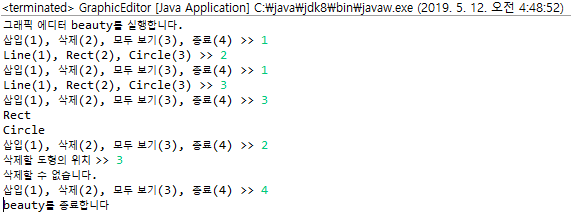 <terminated> GraphicEditor [Java Application] C:₩java₩jdk8₩bin₩javaw.exe (2019. 5. 12. 오전 4:48:52)
그래픽 에디터 beauty를 실행합니다.
삽입(1), 삭제(2), 모두 보기(3), 종료(4) >> 1
Line(1), Rect(2), Circle(3) >> 2
삽입(1), 삭제(2), 모두 보기(3), 종료(4) >> 1
Line(1), Rect(2), Circle(3) >> 3
삽입(1), 삭제(2), 모두 보기(3), 종료(4) >> 3
Rect
Circle
삽입(1), 삭제(2), 모두 보기(3), 종료(4) >> 2
삭제할 도형의 위치 >> 3
삭제할 수 없습니다.
삽입(1), 삭제(2), 모두 보기(3), 종료(4) >> 4
beauty를 종료합니다